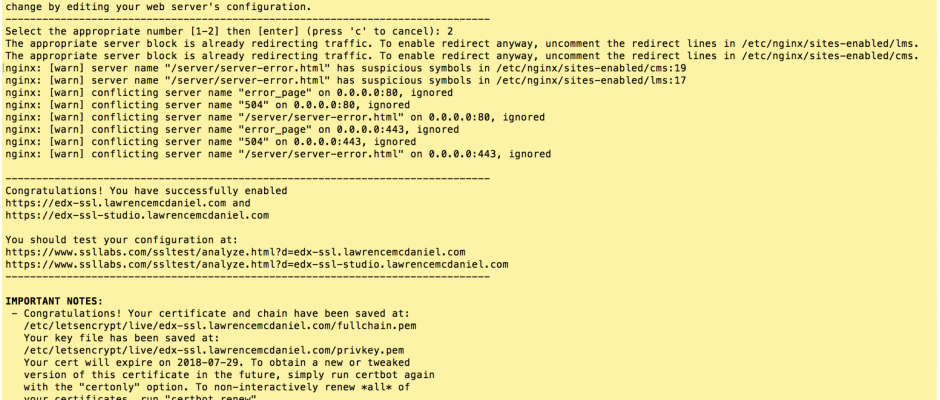 change by editing your web server's configuration.
-------------------------------------------------------------------------------
Select the appropriate number [1-2] then [enter] (press 'c' to cancel): 2
The appropriate server block is already redirecting traffic. To enable redirect anyway, uncomment the redirect lines in /etc/nginx/sites-enabled/lms.
The appropriate server block is already redirecting traffic. To enable redirect anyway, uncomment the redirect lines in /etc/nginx/sites-enabled/cms.
nginx: [warn] server name "/server/server-error.html" has suspicious symbols in /etc/nginx/sites-enabled/cms:19
nginx: [warn] server name "/server/server-error.html" has suspicious symbols in /etc/nginx/sites-enabled/lms:17
nginx: [warn] conflicting server name "error_page" on 0.0.0.0:80, ignored
nginx: [warn] conflicting server name "504" on 0.0.0.0:80, ignored
nginx: [warn] conflicting server name "/server/server-error.html" on 0.0.0.0:80, ignored
nginx: [warn] conflicting server name "error_page" on 0.0.0.0:443, ignored
nginx: [warn] conflicting server name "504" on 0.0.0.0:443, ignored
nginx: [warn] conflicting server name "/server/server-error.html" on 0.0.0.0:443, ignored
-------------------------------------------------------------------------------
Congratulations! You have successfully enabled
https://edx-ssl.lawrencemcdaniel.com and
https://edx-ssl-studio.lawrencemcdaniel.com
You should test your configuration at:
https://www.ssllabs.com/ssltest/analyze.html?d=edx-ssl.lawrencemcdaniel.com
https://www.ssllabs.com/ssltest/analyze.html?d=edx-ssl-studio.lawrencemcdaniel.com
-------------------------------------------------------------------------------
IMPORTANT NOTES:
- Congratulations! Your certificate and chain have been saved at:
/etc/letsencrypt/live/edx-ssl.lawrencemcdaniel.com/fullchain.pem
Your key file has been saved at:
/etc/letsencrypt/live/edx-ssl.lawrencemcdaniel.com/privkey.pem
Your cert will expire on 2018-07-29. To obtain a new or tweaked
version of this certificate in the future, simply run certbot again
with the "certonly" option. To non-interactively renew *all* of
your certificates, run "certbot renew"